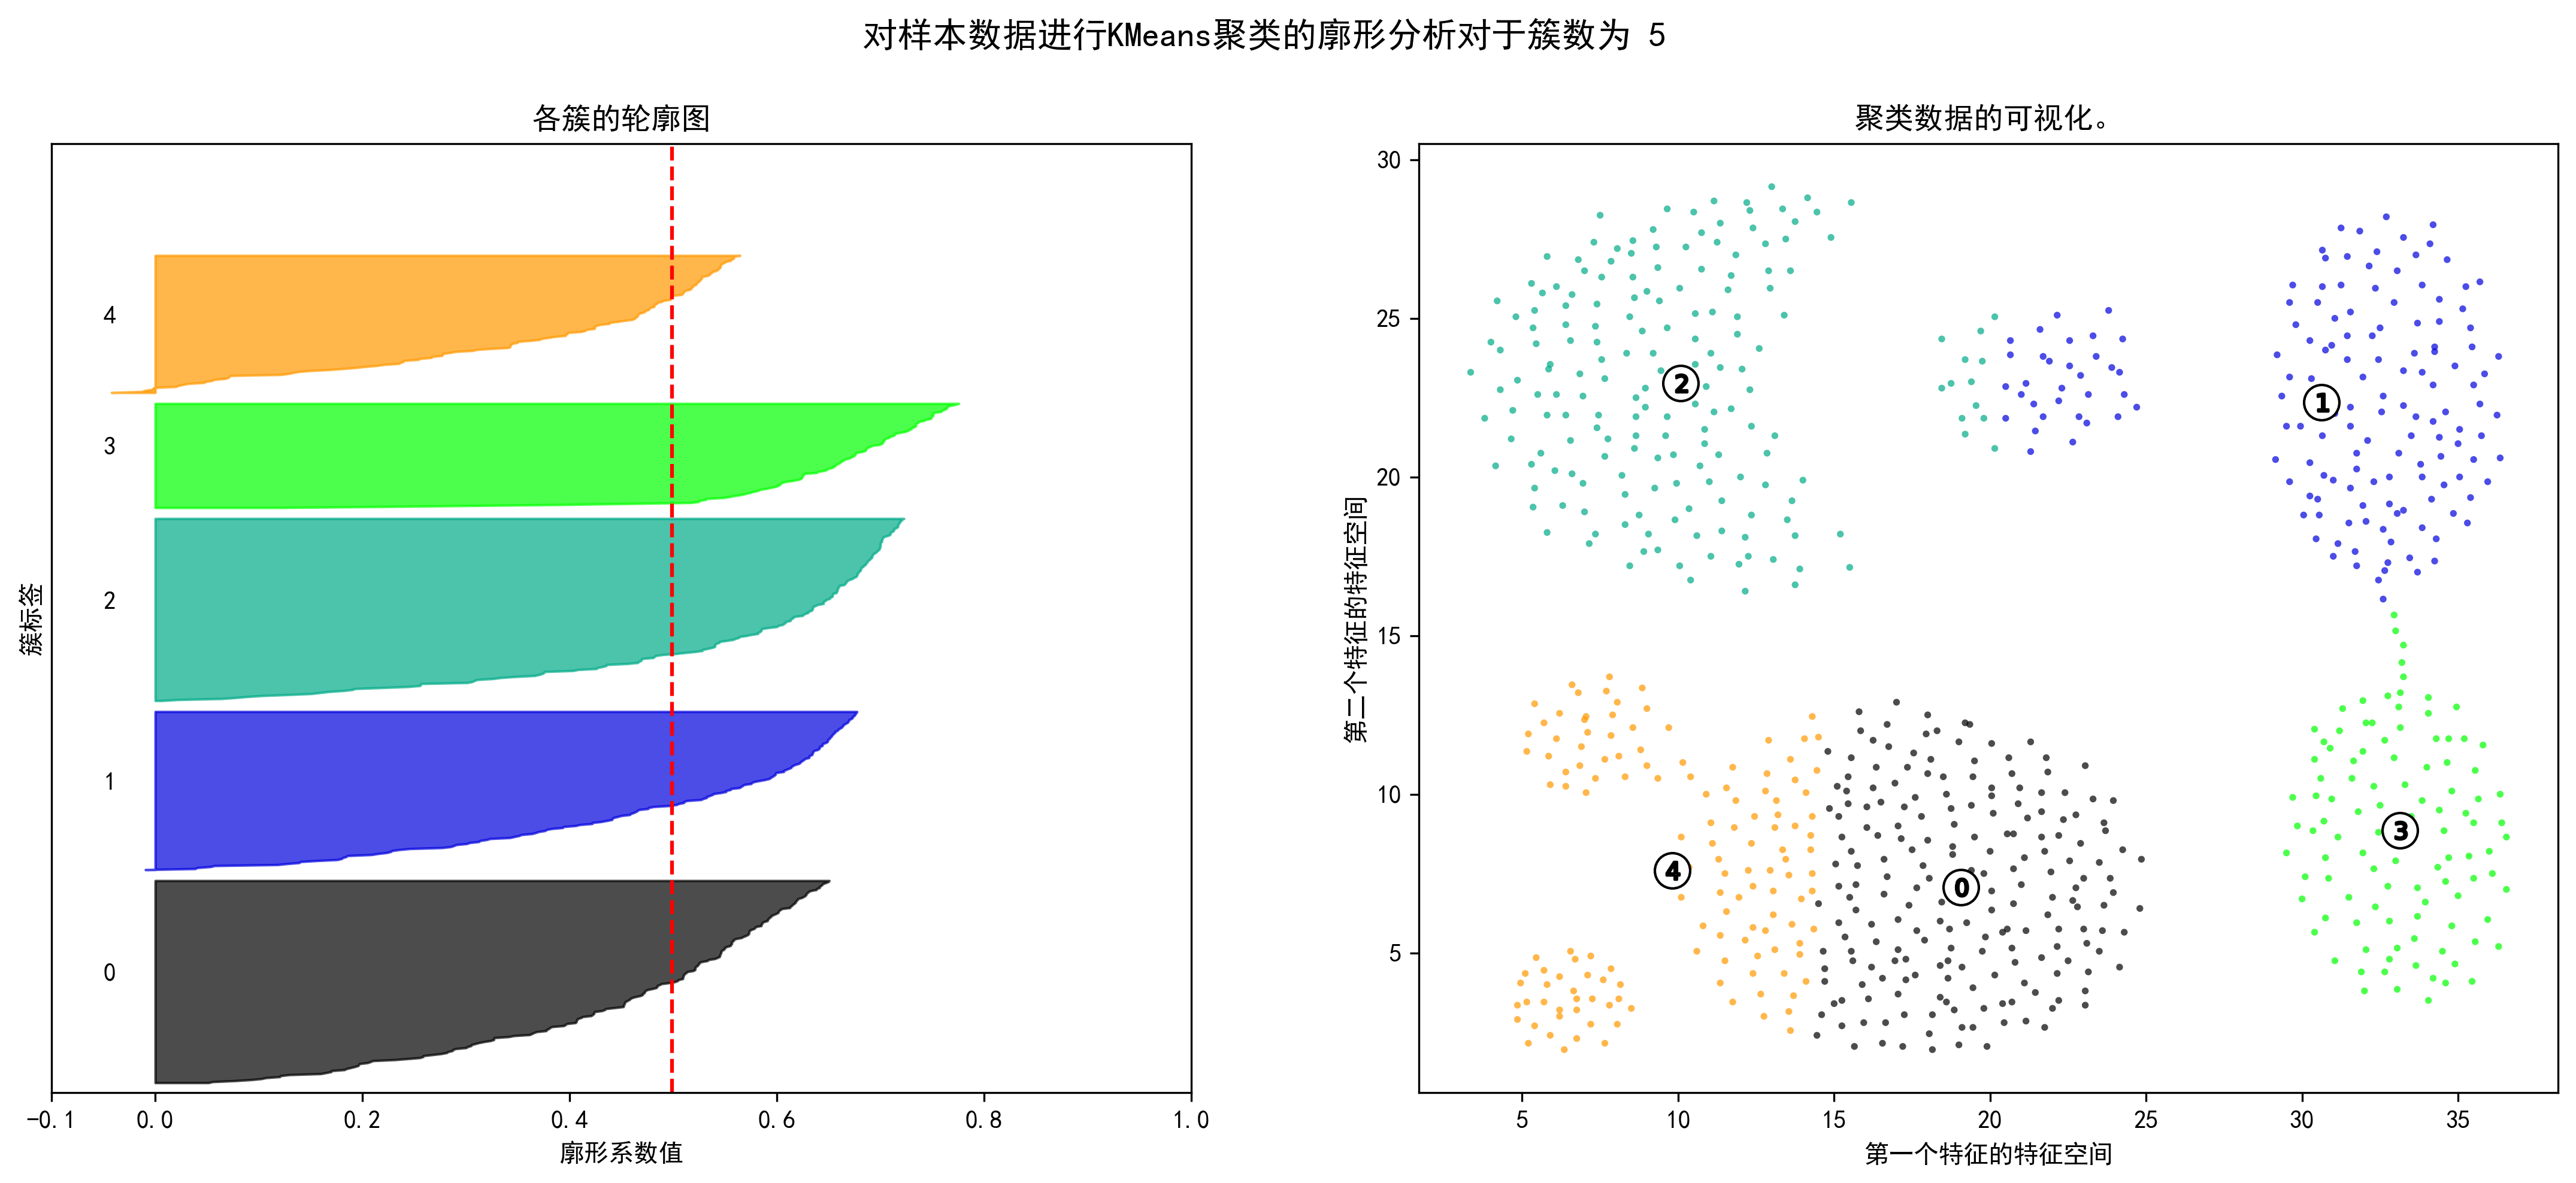 对样本数据进行KMeans聚类的廓形分析对于簇数为 5
各簇的轮廓图
簇标签
4
3
2
1
0
-0.1 0.0 0.2 0.4 0.6 0.8 1.0
廓形系数值
聚类数据的可视化。
第二个特征的特征空间
30
25
20
15
10
5
2
1
3
4
0
5 10 15 20 25 30 35
第一个特征的特征空间